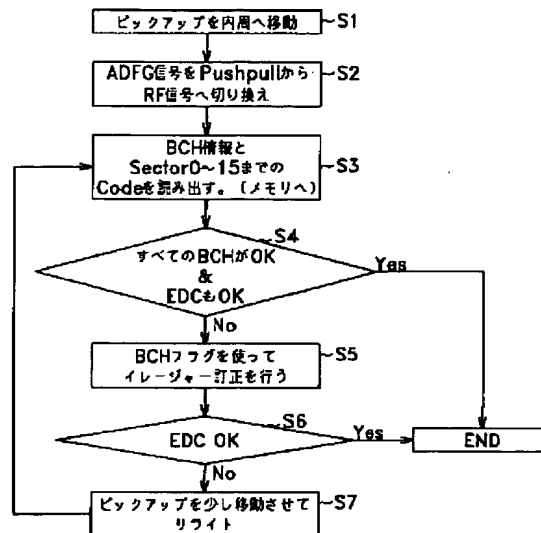 ピックアップを内周へ移動
S1
ADFG信号をPushpullから
RF信号へ切り換え
S2
BCH情報と
Sector0〜15までの
Codeを読み出す。(メモリへ)
S3
S4
すべてのBCHがOK
&
EDCもOK
Yes
No
BCHフラグを使って
イレージャー訂正を行う
S5
S6
EDC OK
Yes
END
No
ピックアップを少し移動させて
リライト
S7